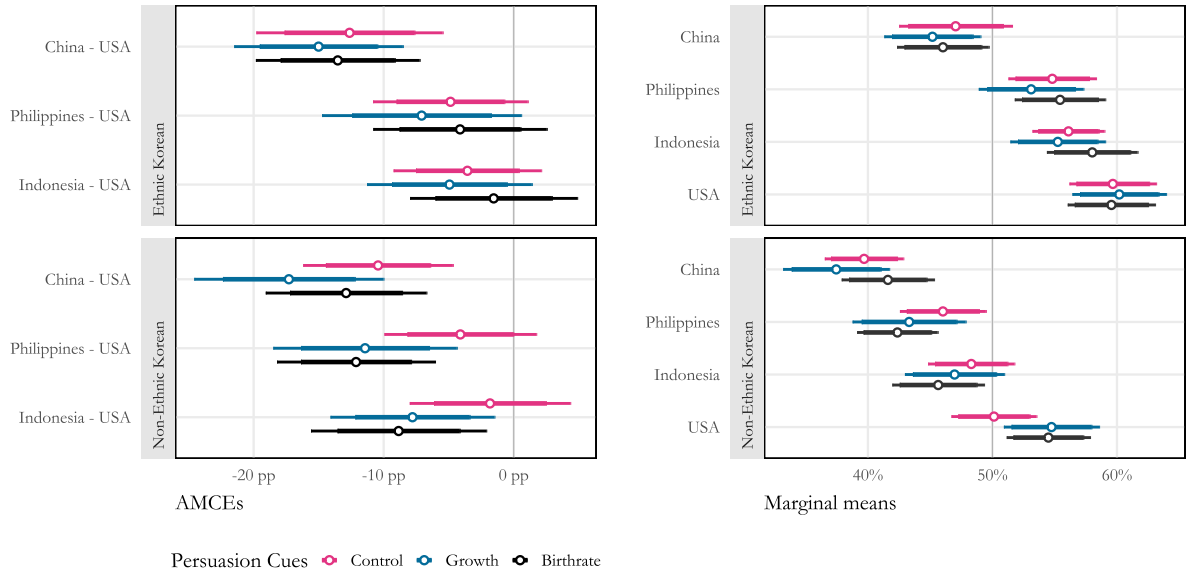 China - USA
Philippines - USA
Indonesia - USA
Ethnic Korean
China - USA
Philippines - USA
Indonesia - USA
Non-Ethnic Korean
-20 pp
-10 pp
0 pp
AMCEs
China
Philippines
Indonesia
USA
Ethnic Korean
China
Philippines
Indonesia
USA
Non-Ethnic Korean
40%
50%
60%
Marginal means
Persuasion Cues Control Growth Birthrate